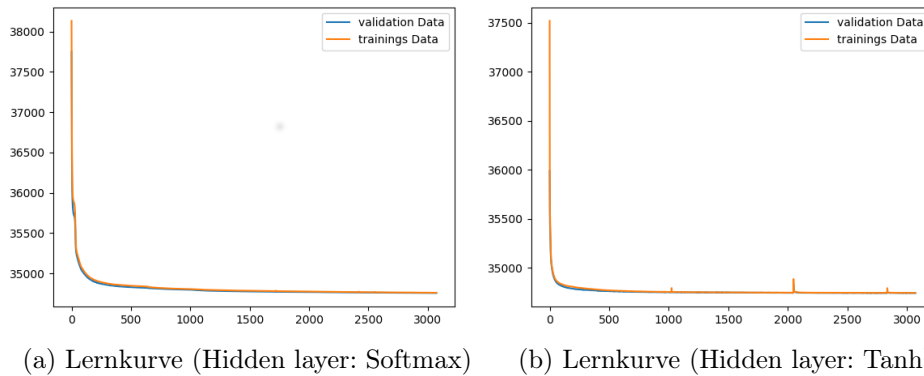 validation Data
trainings Data
38000
37500
37000
36500
36000
35500
35000
0 500 1000 1500 2000 2500 3000
(a) Lernkurve (Hidden layer: Softmax)
validation Data
trainings Data
37500
37000
36500
36000
35500
35000
0 500 1000 1500 2000 2500 3000
(b) Lernkurve (Hidden layer: Tanh